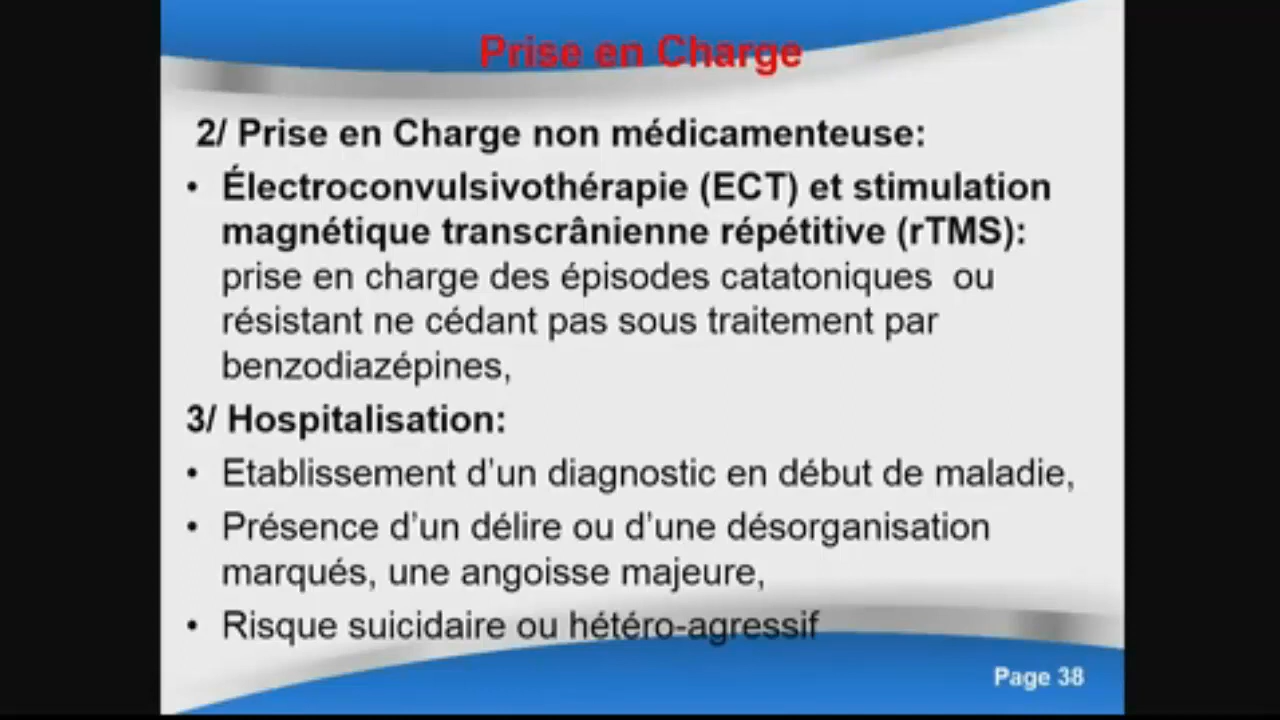 Prise en Charge
2/ Prise en Charge non médicamenteuse:
• Électroconvulsivothérapie (ECT) et stimulation
magnétique transcrânienne répétitive (rTMS):
prise en charge des épisodes catatoniques ou
résistant ne cédant pas sous traitement par
benzodiazépines,
3/ Hospitalisation:
• Etablissement d’un diagnostic en début de maladie,
• Présence d’un délire ou d’une désorganisation
marqués, une angoisse majeure,
• Risque suicidaire ou hétéro-agressif
Page 38